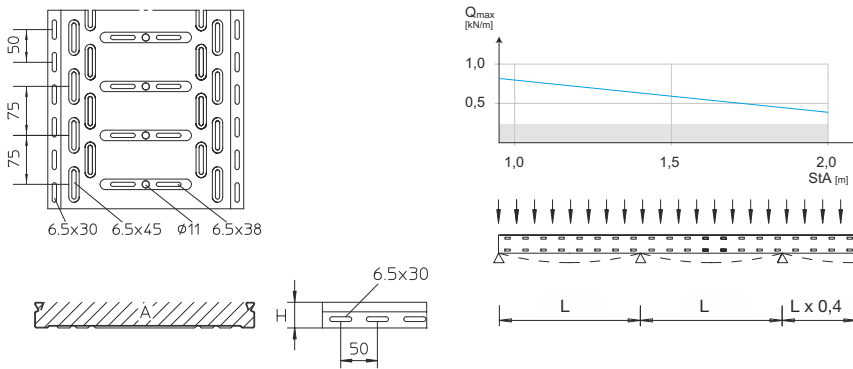 50
75
75
6.5x30 6.5x45 ø11 6.5x38
A
H
6.5x30
50
Qmax
[kN/m]
1,0
0,5
1,0 1,5 2,0
StA [m]
L L L x 0,4